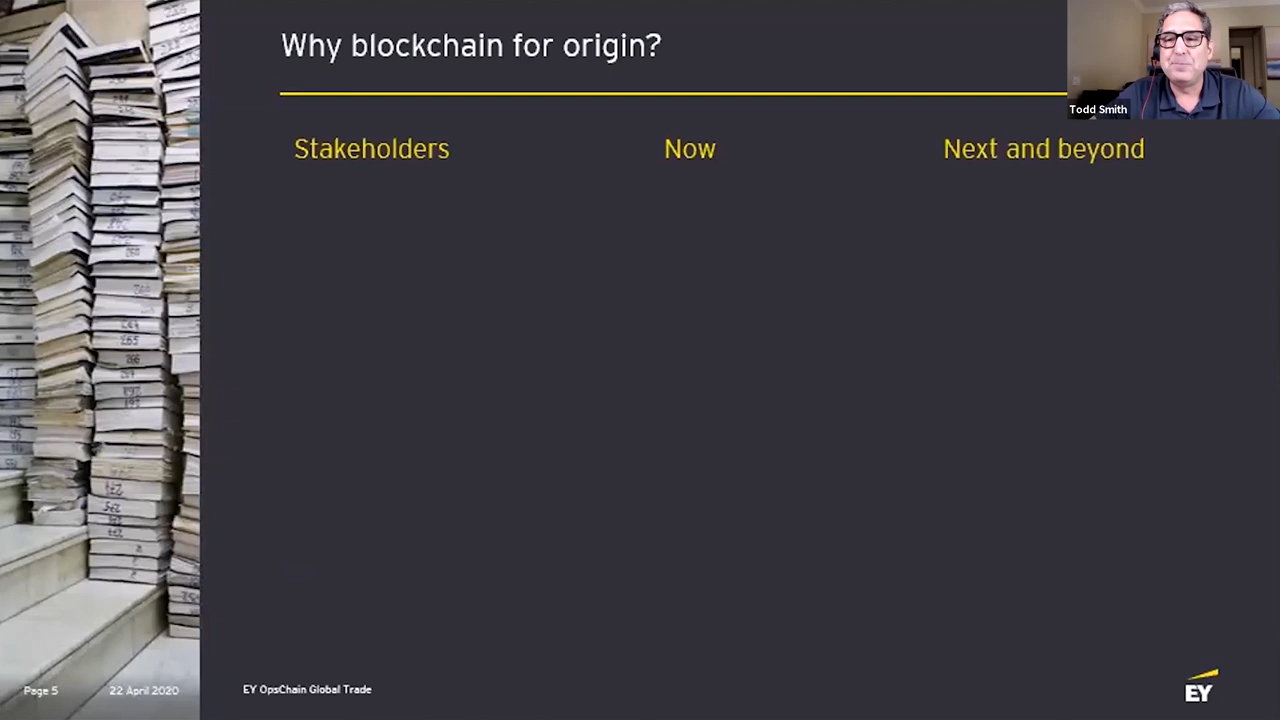 Why blockchain for origin?
Todd Smith
Stakeholders
Now
Next and beyond
Page 5
22 April 2020
EY OpsChain Global Trade
EY